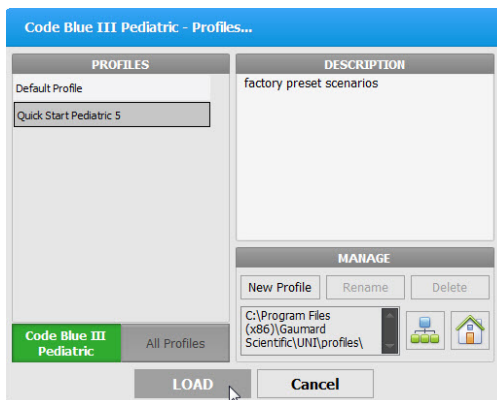 Code Blue III Pediatric - Profiles...
PROFILES
Default Profile
Quick Start Pediatric 5
Code Blue III
Pediatric
All Profiles
DESCRIPTION
factory preset scenarios
MANAGE
New Profile
Rename
Delete
C:\Program Files
(x86)\Gaumard
Scientific\UNI\profiles\
LOAD
Cancel